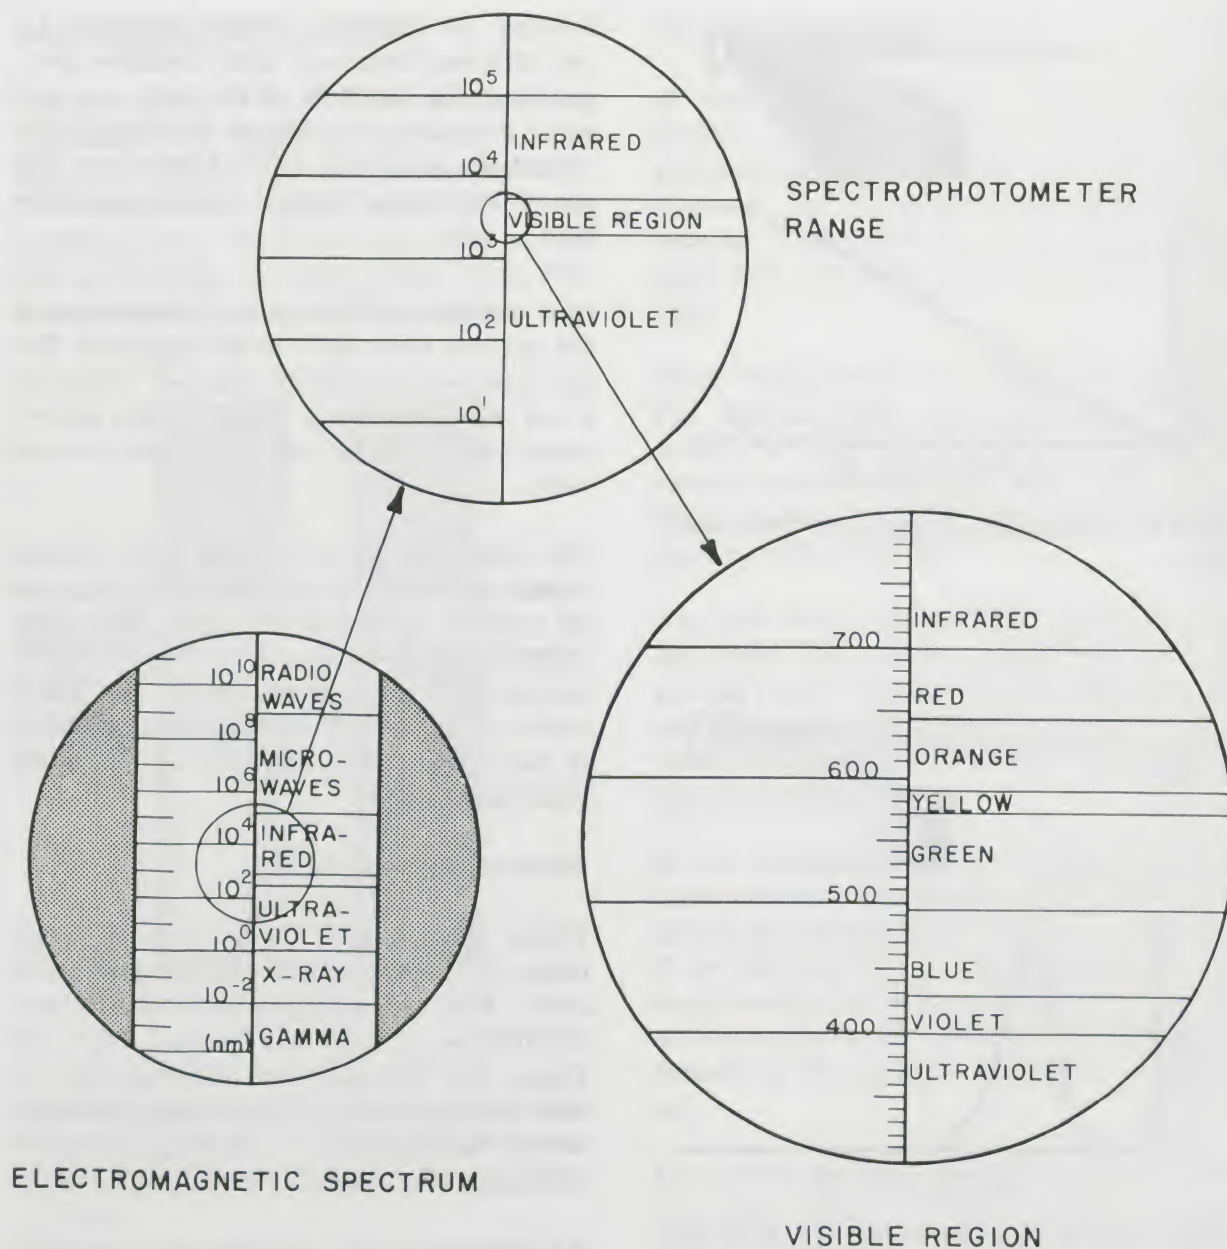 10⁵
INFRARED
10⁴
VISIBLE REGION
10³
ULTRAVIOLET
10²
10¹
SPECTROPHOTOMETER
RANGE
10¹⁰
RADIO
WAVES
10⁸
MICRO-
WAVES
10⁶
10⁴
INFRA-
RED
10²
ULTRA-
VIOLET
10⁰
X-RAY
10⁻²
(nm)
GAMMA
ELECTROMAGNETIC SPECTRUM
INFRARED
700
RED
ORANGE
600
YELLOW
GREEN
500
BLUE
VIOLET
400
ULTRAVIOLET
VISIBLE REGION